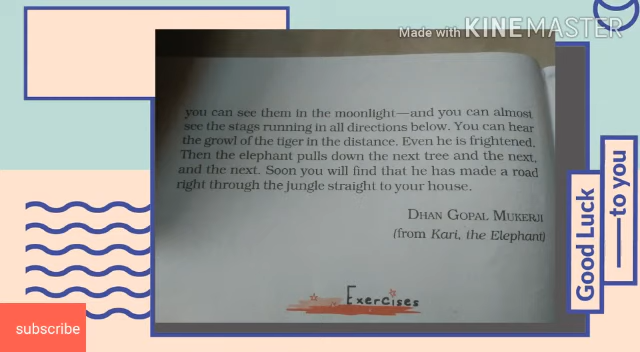 Made with KINEMASTER
you can see them in the moonlight—and you can almost
see the stags running in all directions below. You can hear
the growl of the tiger in the distance. Even he is frightened.
Then the elephant pulls down the next tree and the next,
and the next. Soon you will find that he has made a road
right through the jungle straight to your house.
DHAN GOPAL MUKERJI
(from Kari, the Elephant)
Exercises
Good Luck
to you
subscribe